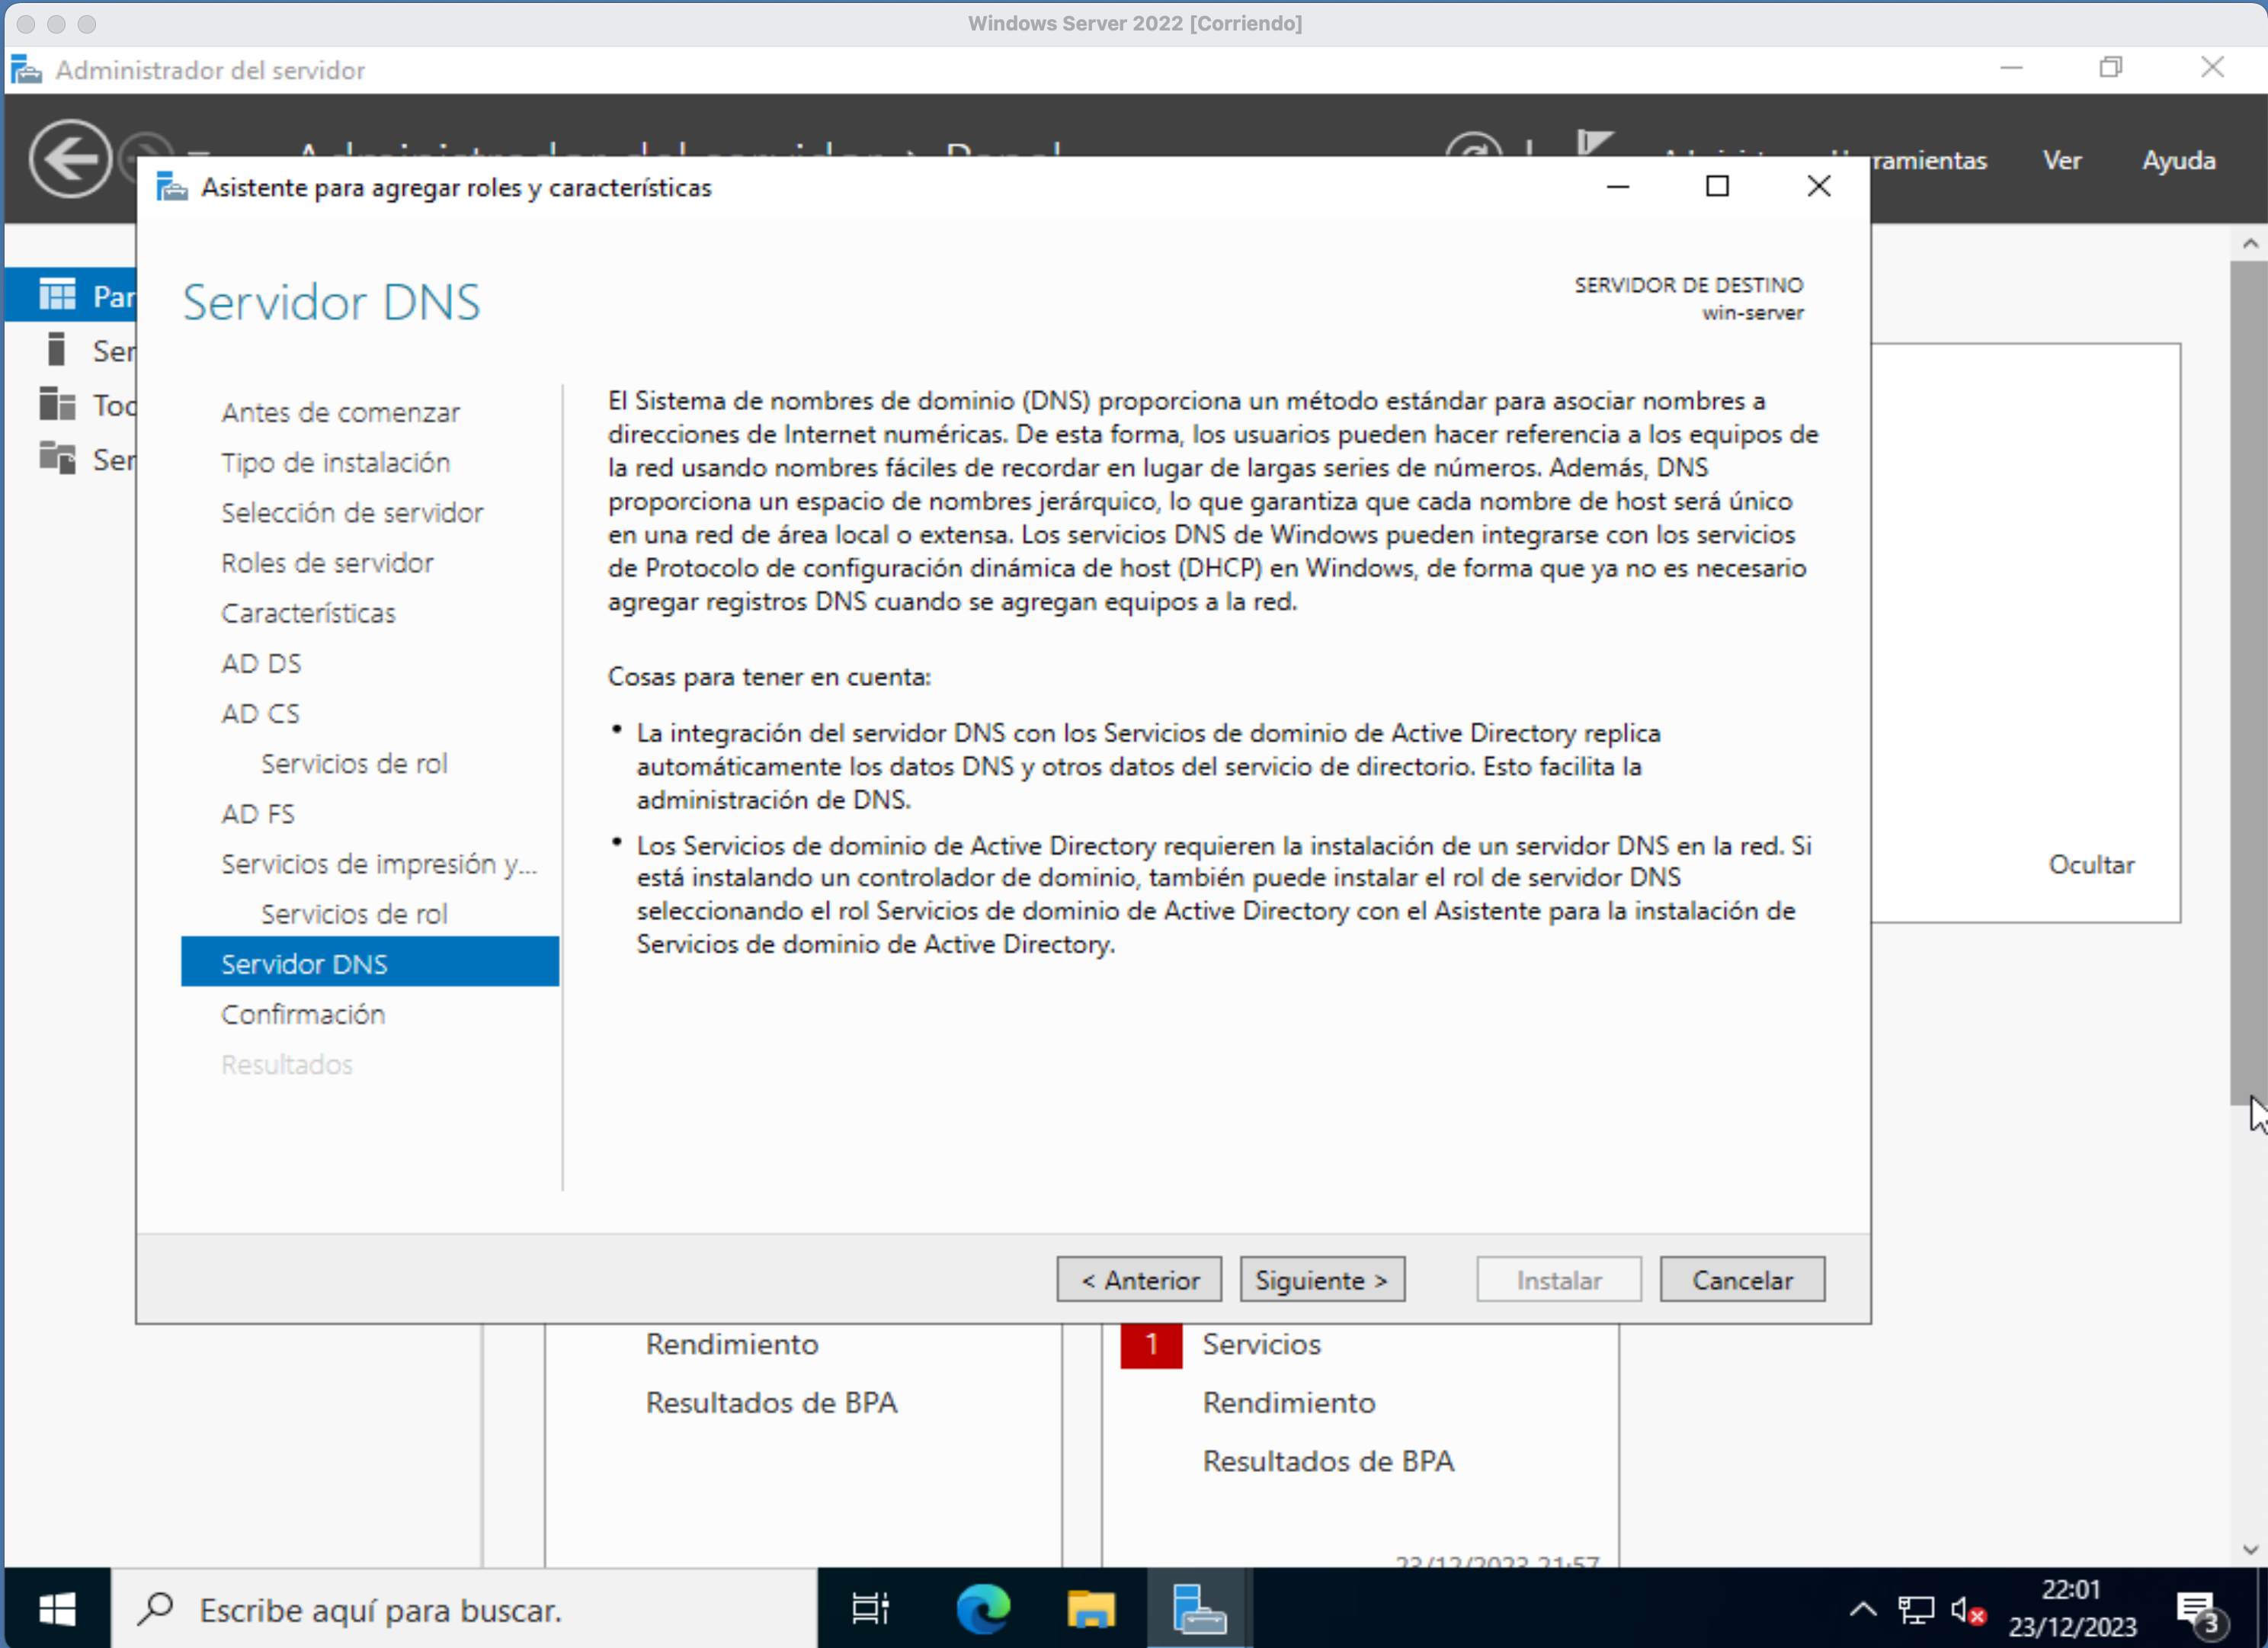 Windows Server 2022 [Corriendo]
Administrador del servidor
Ver
Ayuda
Asistente para agregar roles y características
Servidor DNS
SERVIDOR DE DESTINO
win-server
Antes de comenzar
Tipo de instalación
Selección de servidor
Roles de servidor
Características
AD DS
AD CS
Servicios de rol
AD FS
Servicios de impresión y...
Servicios de rol
Servidor DNS
Confirmación
Resultados
El Sistema de nombres de dominio (DNS) proporciona un método estándar para asociar nombres a
direcciones de Internet numéricas. De esta forma, los usuarios pueden hacer referencia a los equipos de
la red usando nombres fáciles de recordar en lugar de largas series de números. Además, DNS
proporciona un espacio de nombres jerárquico, lo que garantiza que cada nombre de host será único
en una red de área local o extensa. Los servicios DNS de Windows pueden integrarse con los servicios
de Protocolo de configuración dinámica de host (DHCP) en Windows, de forma que ya no es necesario
agregar registros DNS cuando se agregan equipos a la red.
Cosas para tener en cuenta:
• La integración del servidor DNS con los Servicios de dominio de Active Directory replica
automáticamente los datos DNS y otros datos del servicio de directorio. Esto facilita la
administración de DNS.
• Los Servicios de dominio de Active Directory requieren la instalación de un servidor DNS en la red. Si
está instalando un controlador de dominio, también puede instalar el rol de servidor DNS
seleccionando el rol Servicios de dominio de Active Directory con el Asistente para la instalación de
Servicios de dominio de Active Directory.
Ocultar
< Anterior
Siguiente >
Instalar
Cancelar
Rendimiento
Resultados de BPA
1 Servicios
Rendimiento
Resultados de BPA
23/12/2023 21:57
Escribe aquí para buscar.
22:01
23/12/2023
3